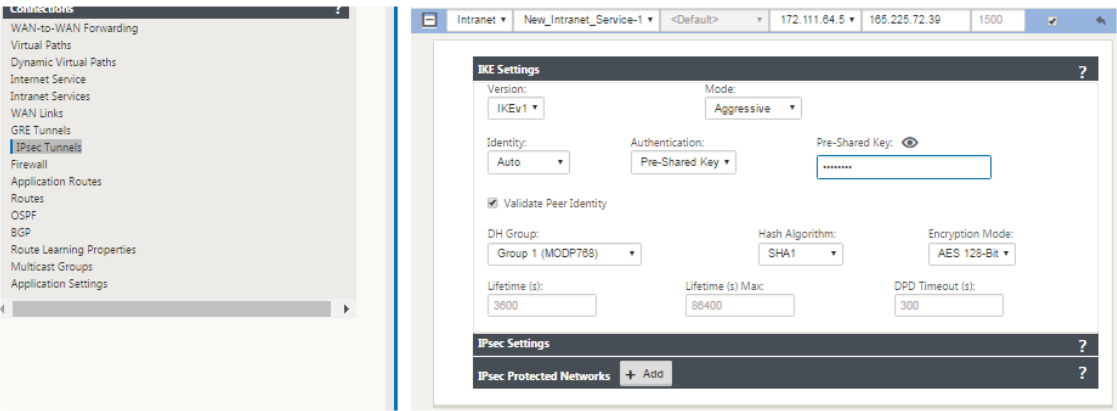 Connections ?
WAN-to-WAN Forwarding
Virtual Paths
Dynamic Virtual Paths
Internet Service
Intranet Services
WAN Links
GRE Tunnels
IPsec Tunnels
Firewall
Application Routes
Routes
OSPF
BGP
Route Learning Properties
Multicast Groups
Application Settings
Intranet New_Intranet_Service-1 <Default> 172.111.64.5 165.225.72.39 1500
IKE Settings ?
Version: Mode:
IKEv1 Aggressive
Identity: Authentication: Pre-Shared Key:
Auto Pre-Shared Key ········
Validate Peer Identity
DH Group: Hash Algorithm: Encryption Mode:
Group 1 (MODP768) SHA1 AES 128-Bit
Lifetime (s): Lifetime (s) Max: DPD Timeout (s):
3600 86400 300
IPsec Settings ?
IPsec Protected Networks + Add ?